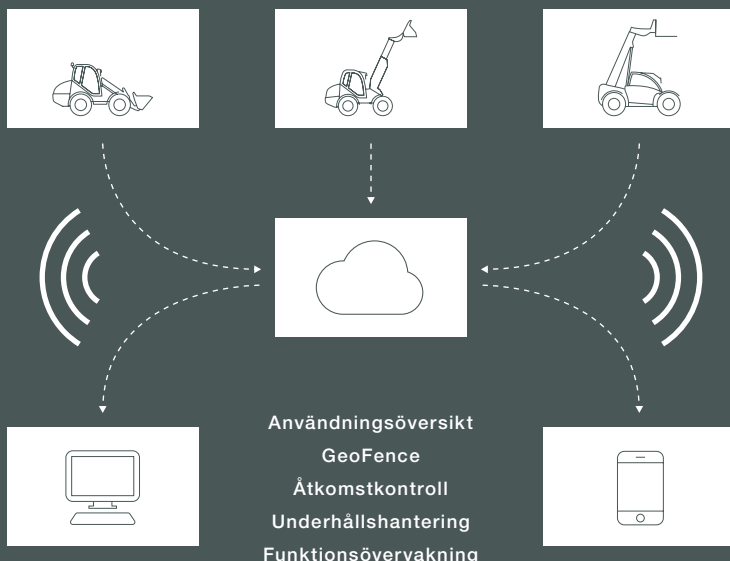 Användningsöversikt
GeoFence
Åtkomstkontroll
Underhållshantering
Funktionsövervakning